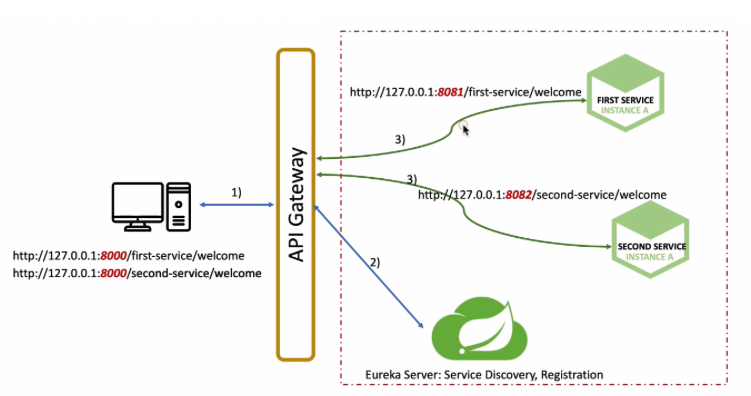 http://127.0.0.1:8081/first-service/welcome
FIRST SERVICE
INSTANCE A
3)
API Gateway
1)
3)
http://127.0.0.1:8082/second-service/welcome
http://127.0.0.1:8000/first-service/welcome
http://127.0.0.1:8000/second-service/welcome
2)
SECOND SERVICE
INSTANCE A
Eureka Server: Service Discovery, Registration